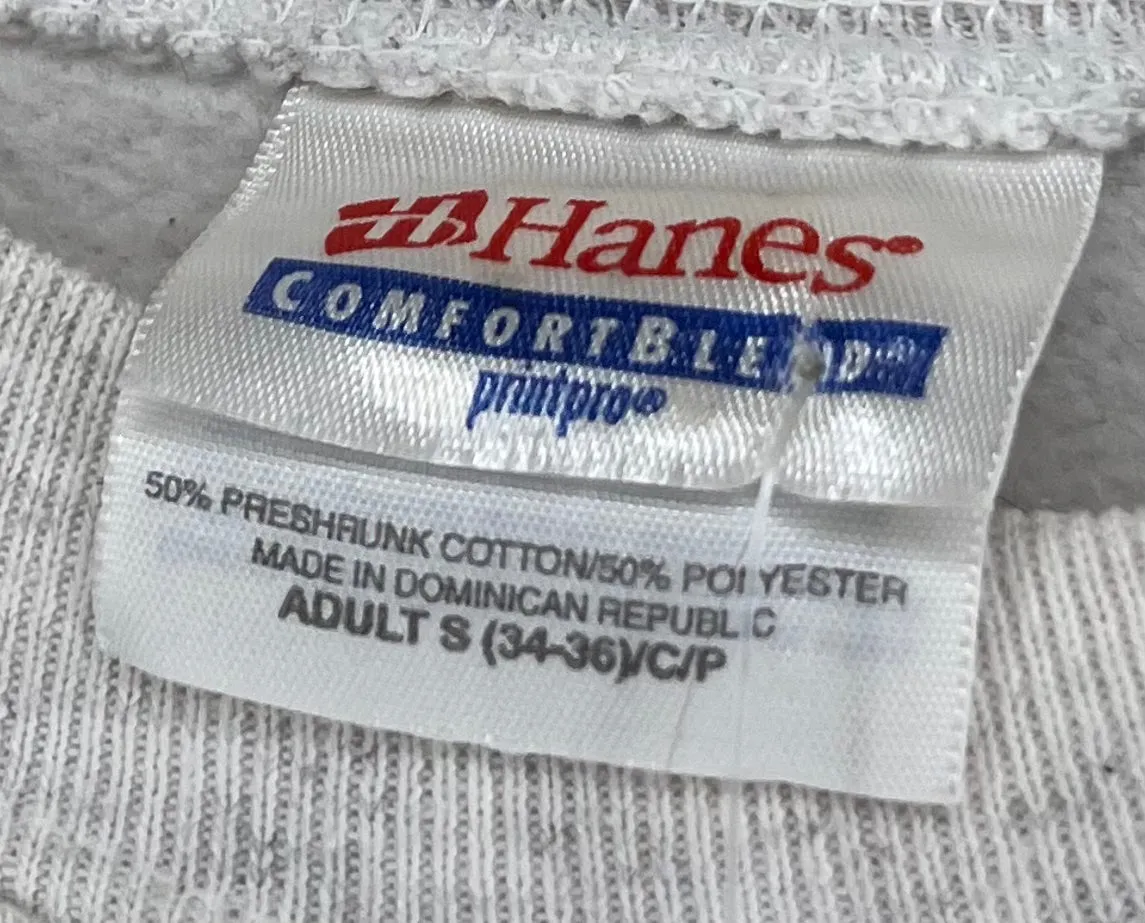 Hanes®
COMFORTBLEND®
printpro®
50% PRESHRUNK COTTON/50% POLYESTER
MADE IN DOMINICAN REPUBLIC
ADULT S (34-36)/C/P